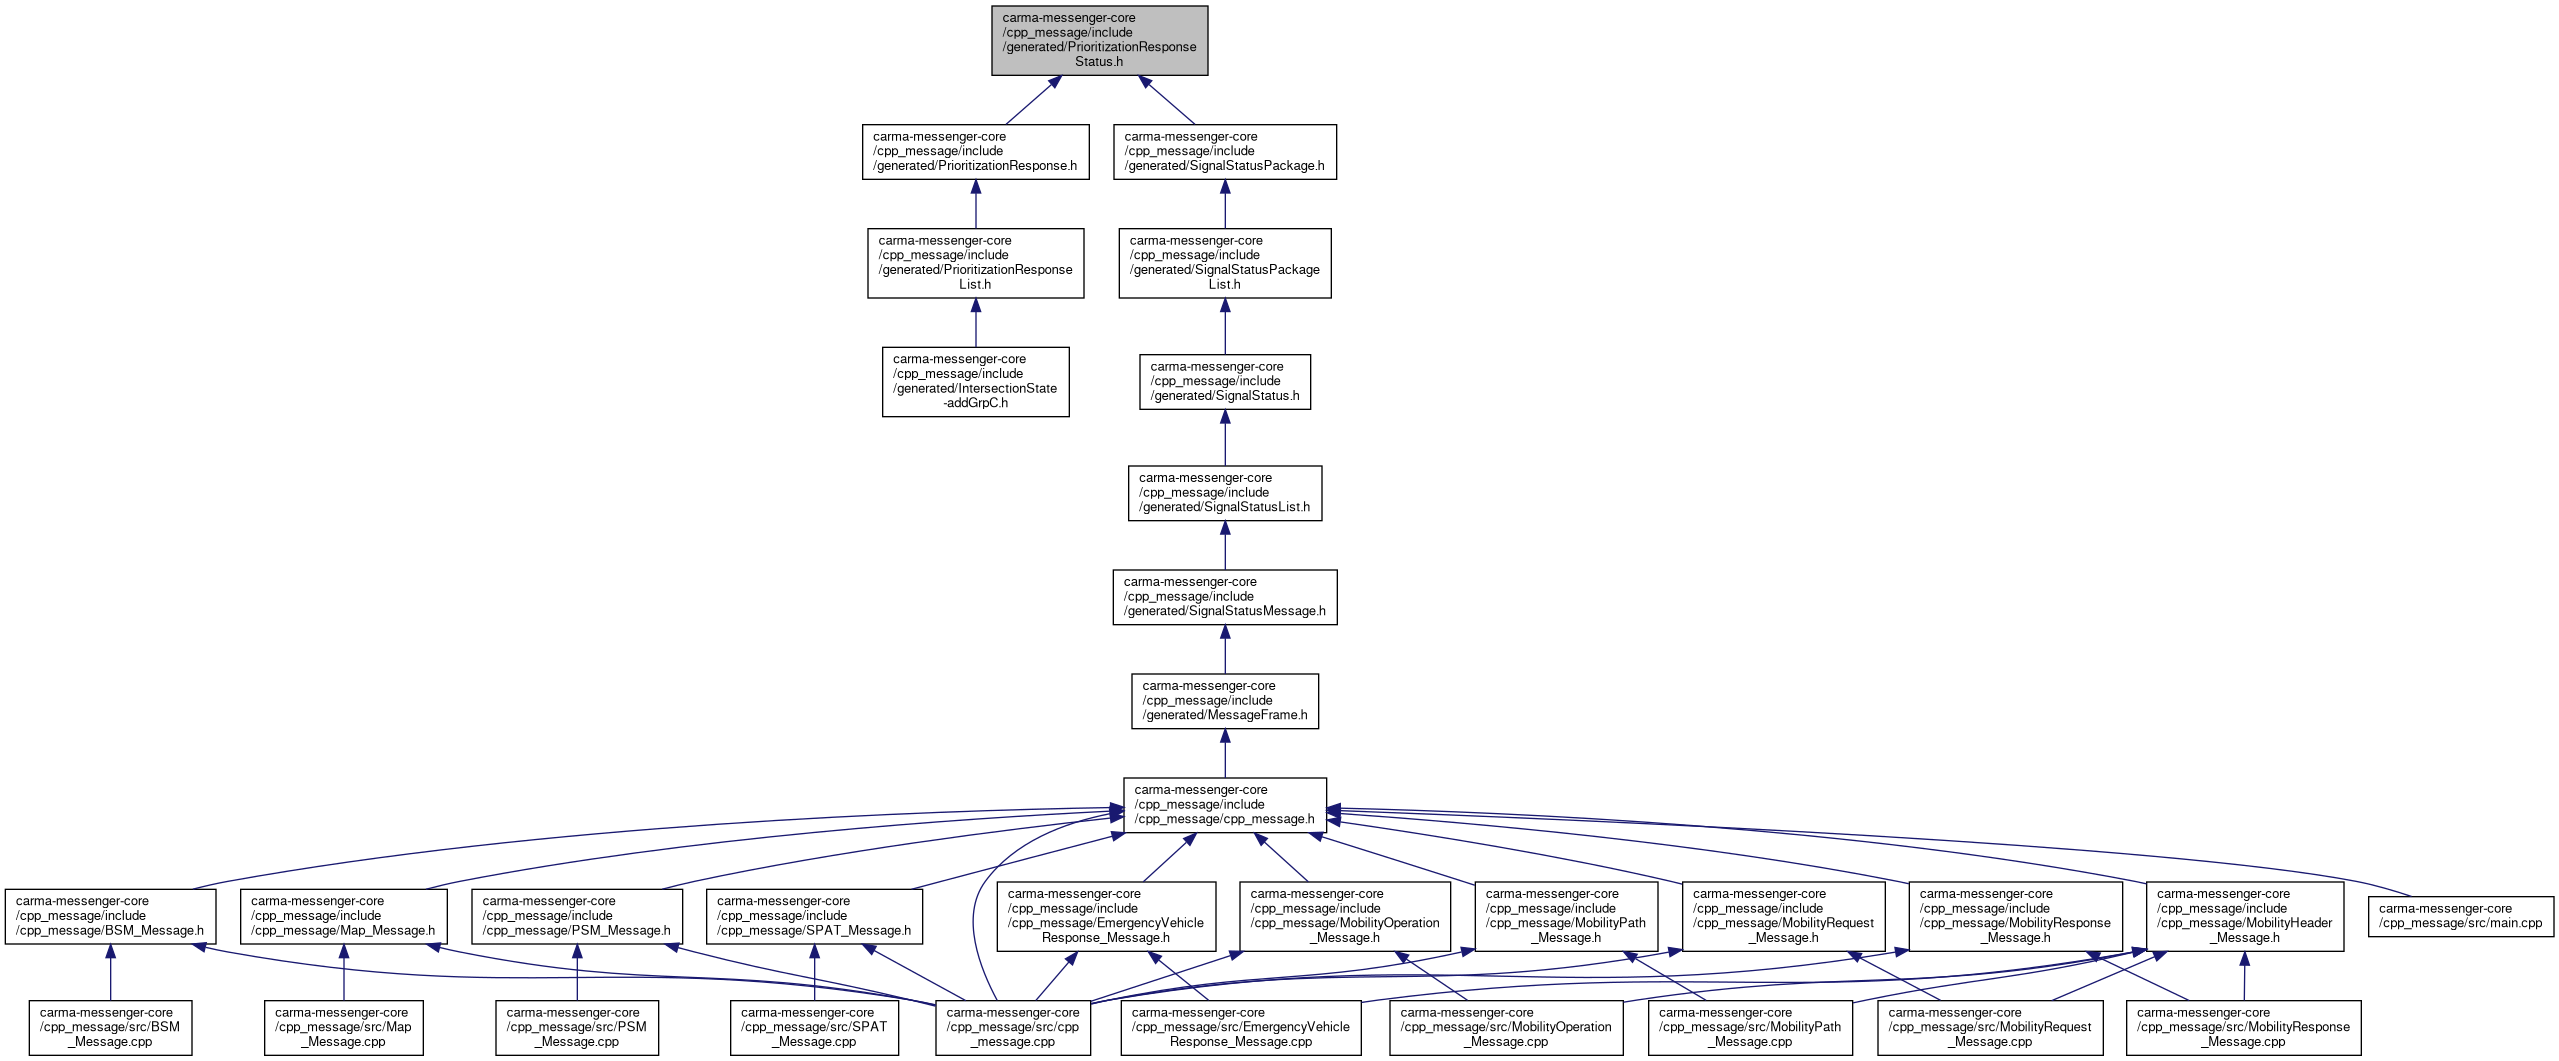 carma-messenger-core
/cpp_message/include
/generated/PrioritizationResponse
Status.h
carma-messenger-core
/cpp_message/include
/generated/PrioritizationResponse.h
carma-messenger-core
/cpp_message/include
/generated/SignalStatusPackage.h
carma-messenger-core
/cpp_message/include
/generated/PrioritizationResponse
List.h
carma-messenger-core
/cpp_message/include
/generated/SignalStatusPackage
List.h
carma-messenger-core
/cpp_message/include
/generated/IntersectionState
-addGrpC.h
carma-messenger-core
/cpp_message/include
/generated/SignalStatus.h
carma-messenger-core
/cpp_message/include
/generated/SignalStatusList.h
carma-messenger-core
/cpp_message/include
/generated/SignalStatusMessage.h
carma-messenger-core
/cpp_message/include
/generated/MessageFrame.h
carma-messenger-core
/cpp_message/include
/cpp_message/cpp_message.h
carma-messenger-core
/cpp_message/include
/cpp_message/BSM_Message.h
carma-messenger-core
/cpp_message/include
/cpp_message/Map_Message.h
carma-messenger-core
/cpp_message/include
/cpp_message/PSM_Message.h
carma-messenger-core
/cpp_message/include
/cpp_message/SPAT_Message.h
carma-messenger-core
/cpp_message/include
/cpp_message/EmergencyVehicle
Response_Message.h
carma-messenger-core
/cpp_message/include
/cpp_message/MobilityOperation
_Message.h
carma-messenger-core
/cpp_message/include
/cpp_message/MobilityPath
_Message.h
carma-messenger-core
/cpp_message/include
/cpp_message/MobilityRequest
_Message.h
carma-messenger-core
/cpp_message/include
/cpp_message/MobilityResponse
_Message.h
carma-messenger-core
/cpp_message/include
/cpp_message/MobilityHeader
_Message.h
carma-messenger-core
/cpp_message/src/main.cpp
carma-messenger-core
/cpp_message/src/BSM
_Message.cpp
carma-messenger-core
/cpp_message/src/Map
_Message.cpp
carma-messenger-core
/cpp_message/src/PSM
_Message.cpp
carma-messenger-core
/cpp_message/src/SPAT
_Message.cpp
carma-messenger-core
/cpp_message/src/cpp
_message.cpp
carma-messenger-core
/cpp_message/src/EmergencyVehicle
Response_Message.cpp
carma-messenger-core
/cpp_message/src/MobilityOperation
_Message.cpp
carma-messenger-core
/cpp_message/src/MobilityPath
_Message.cpp
carma-messenger-core
/cpp_message/src/MobilityRequest
_Message.cpp
carma-messenger-core
/cpp_message/src/MobilityResponse
_Message.cpp